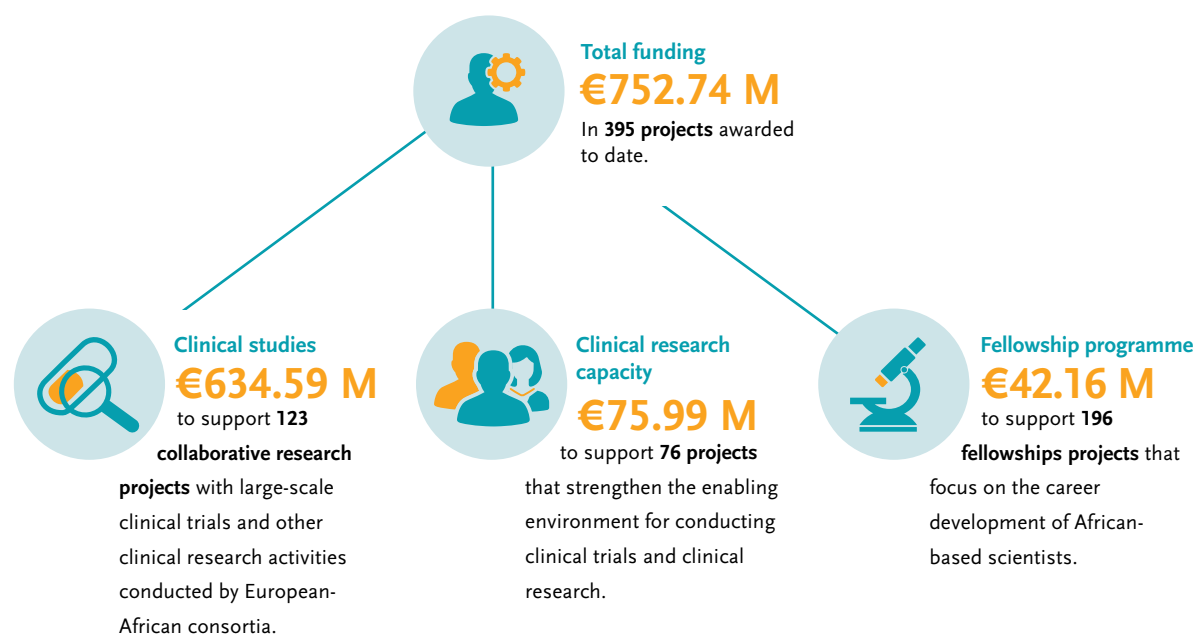 Total funding
€752.74 M
In 395 projects awarded
to date.
Clinical studies
€634.59 M
to support 123
collaborative research
projects with large-scale
clinical trials and other
clinical research activities
conducted by European-
African consortia.
Clinical research
capacity
€75.99 M
to support 76 projects
that strengthen the enabling
environment for conducting
clinical trials and clinical
research.
Fellowship programme
€42.16 M
to support 196
fellowships projects that
focus on the career
development of African-
based scientists.